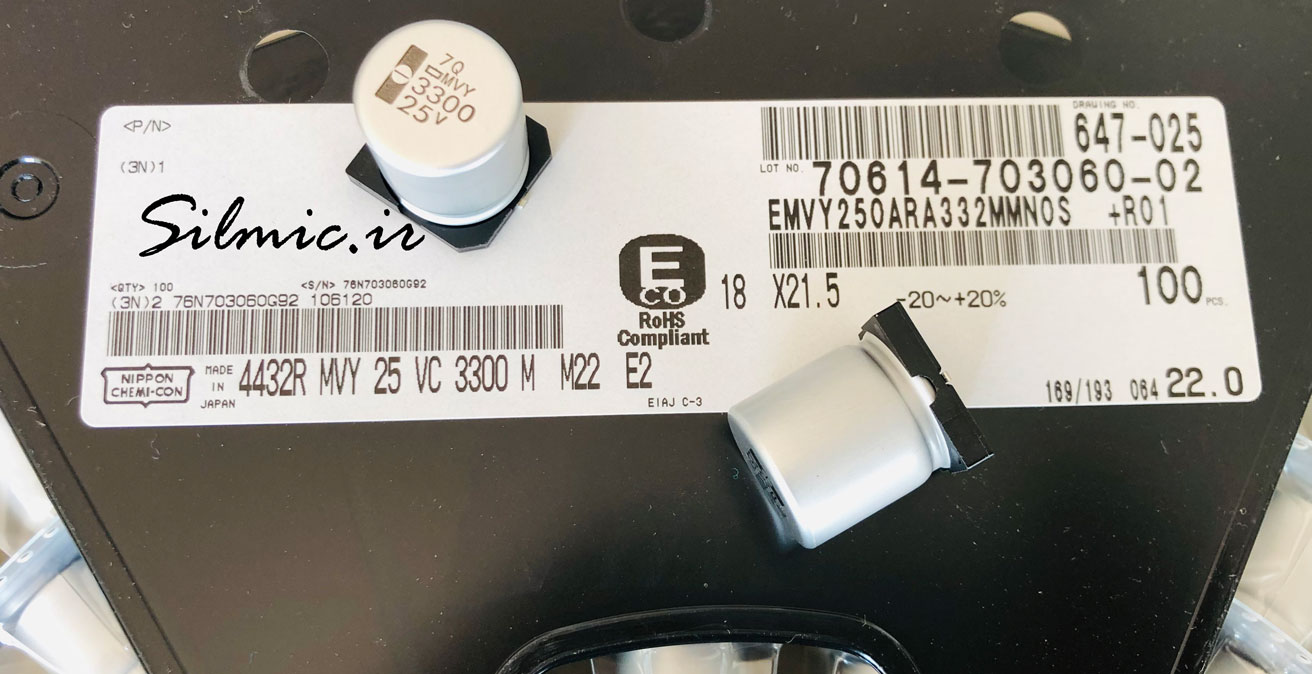 7Q
MVY
3300
25V
<P/N>
(3N)1
Silmic.ir
<QTY> 100 <S/N> 76N703060G92
(3N)2 76N703060G92 106120
NIPPON
CHEMI-CON
MADE
IN
JAPAN
4432R MVY 25 VC 3300 M M22 E2
EIAJ C-3
E
CO
RoHS
Compliant
DRAWING NO.
647-025
LOT NO. 70614-703060-02
EMVY250ARA332MMN0S +R01
18 X21.5 -20~+20% 100 PCS.
169/193 064 22.0